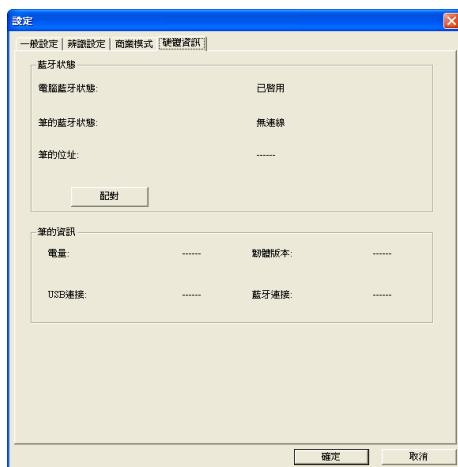 設定
一般設定 辨識設定 商業模式 硬體資訊
藍牙狀態
電腦藍牙狀態: 已啓用
筆的藍牙狀態: 無連線
筆的位址: ------
配對
筆的資訊
電量: ------ 韌體版本: ------
USB連接: ------ 藍牙連接: ------
確定 取消